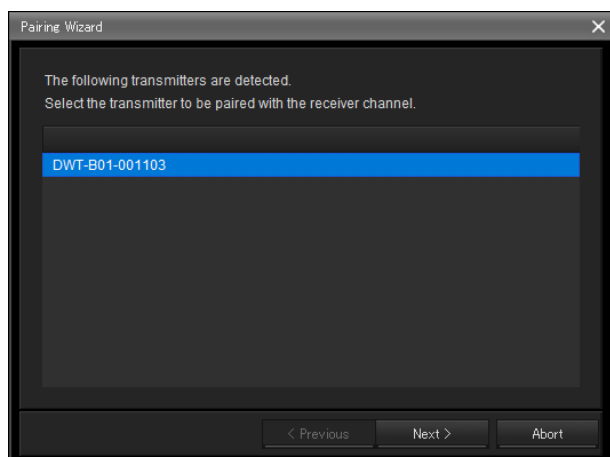 Pairing Wizard
The following transmitters are detected.
Select the transmitter to be paired with the receiver channel.
DWT-B01-001103
< Previous
Next >
Abort